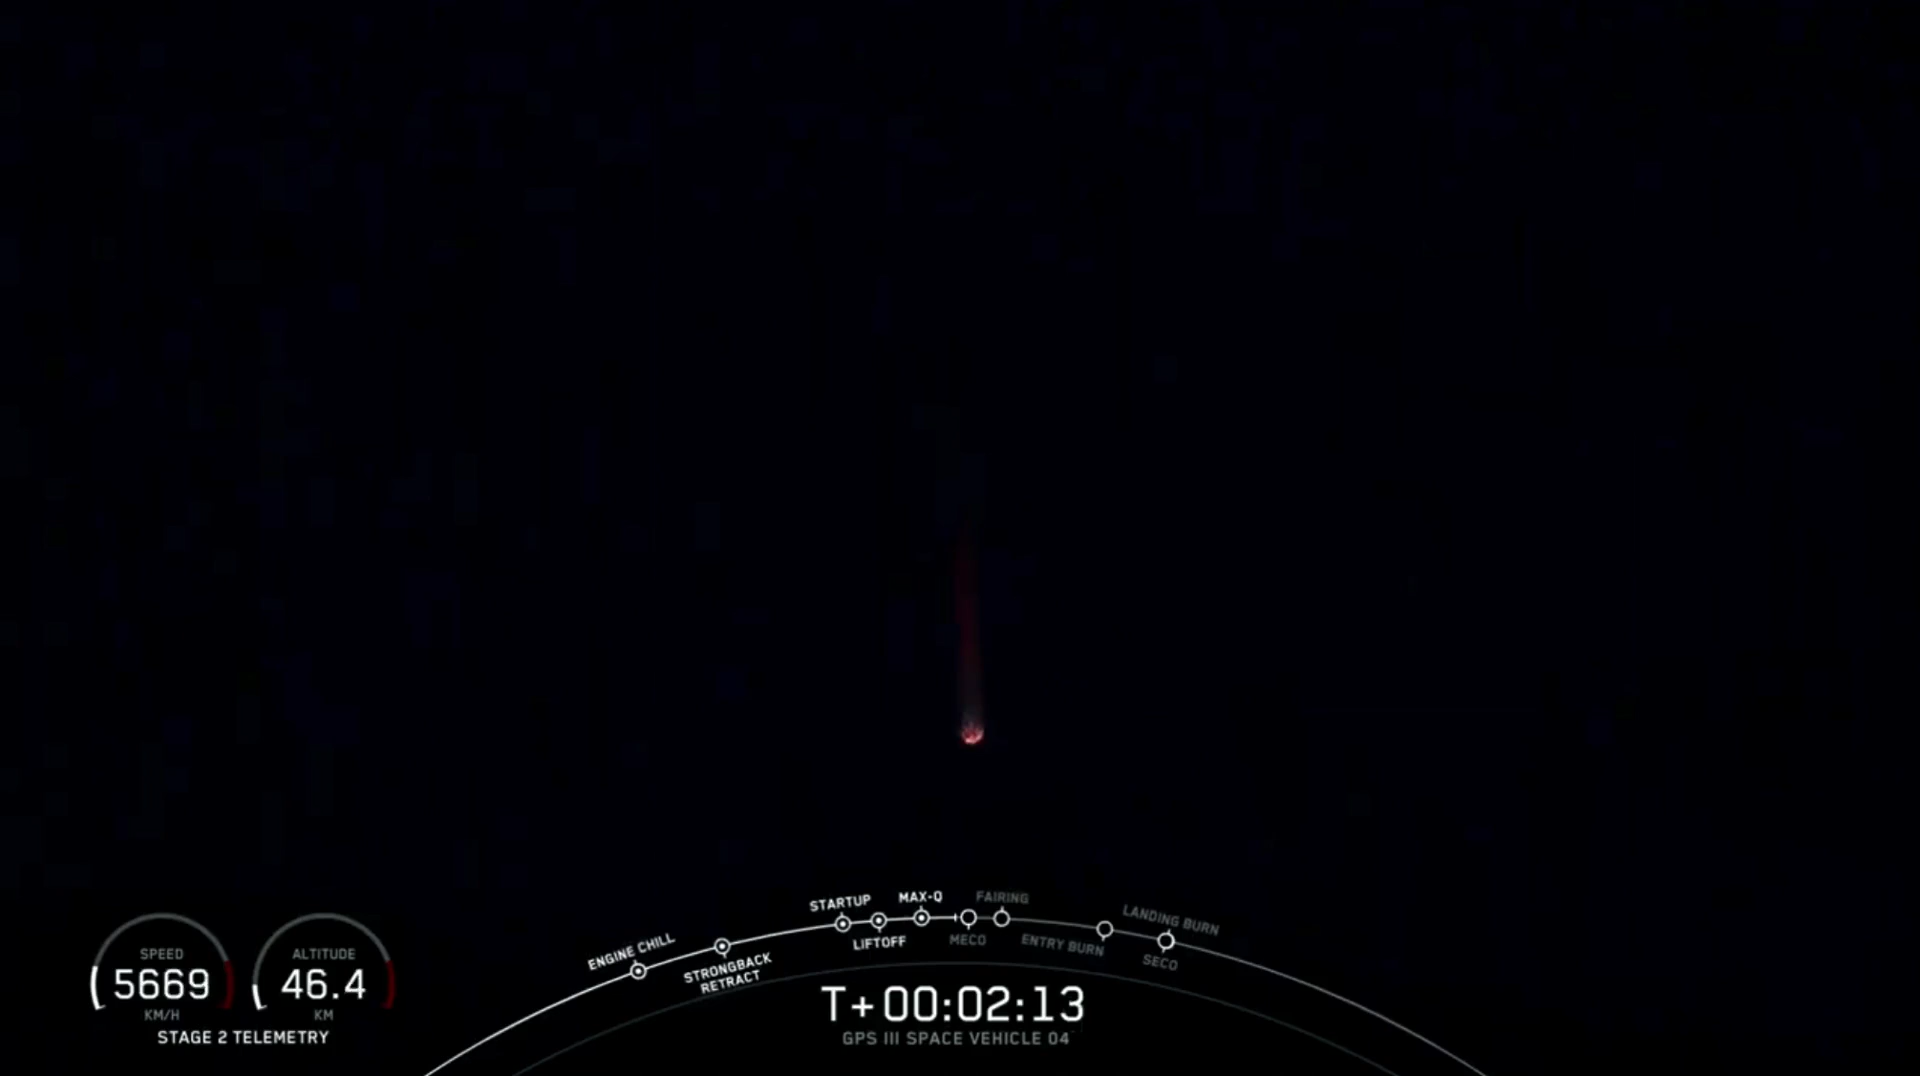 STARTUP
MAX-Q
FAIRING
LANDING BURN
ENGINE CHILL
STRONGBACK
RETRACT
LIFTOFF
MECO
ENTRY BURN
SECO
SPEED
5669
KM/H
ALTITUDE
46.4
KM
STAGE 2 TELEMETRY
T+00:02:13
GPS III SPACE VEHICLE 04